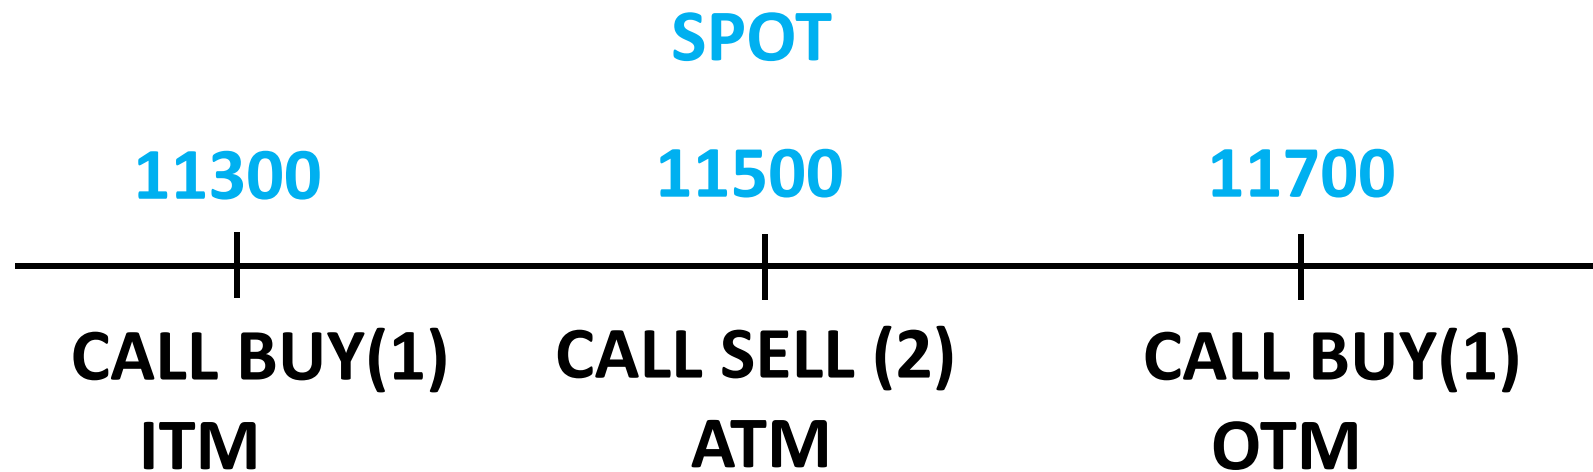 SPOT
11300 11500 11700
CALL BUY(1) CALL SELL (2) CALL BUY(1)
ITM ATM OTM